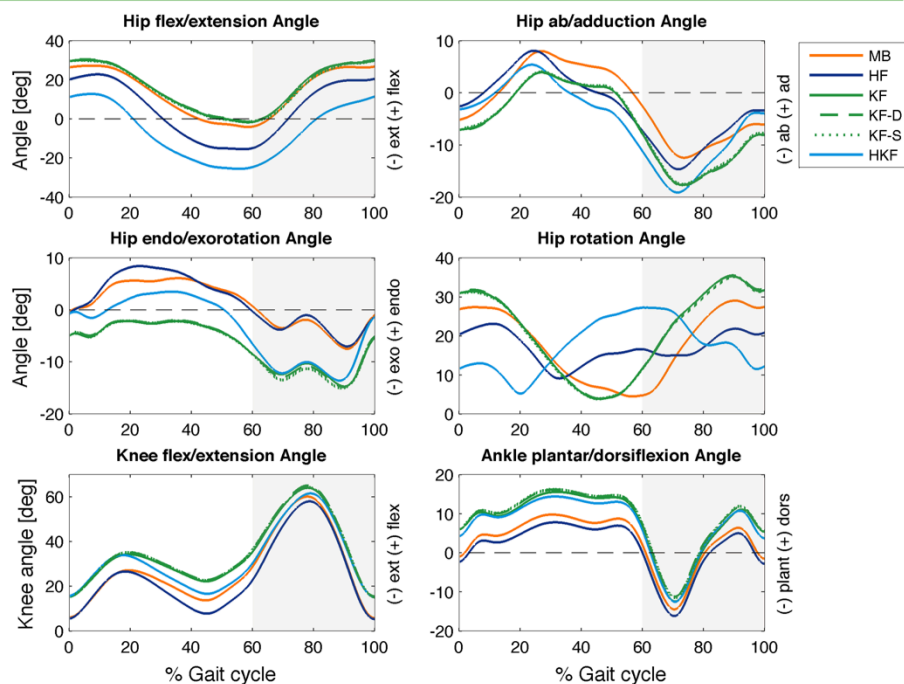 Hip flex/extension Angle
Hip ab/adduction Angle
40
20
0
-20
-40
Angle [deg]
(-) ext (+) flex
0 20 40 60 80 100
10
0
-10
-20
(-) ab (+) ad
0 20 40 60 80 100
MB
HF
KF
KF-D
KF-S
HKF
Hip endo/exorotation Angle
Hip rotation Angle
10
0
-10
-20
Angle [deg]
(-) exo (+) endo
0 20 40 60 80 100
40
30
20
10
0
0 20 40 60 80 100
Knee flex/extension Angle
Ankle plantar/dorsiflexion Angle
60
40
20
0
Knee angle [deg]
(-) ext (+) flex
0 20 40 60 80 100
% Gait cycle
20
10
0
-10
-20
(-) plant (+) dors
0 20 40 60 80 100
% Gait cycle